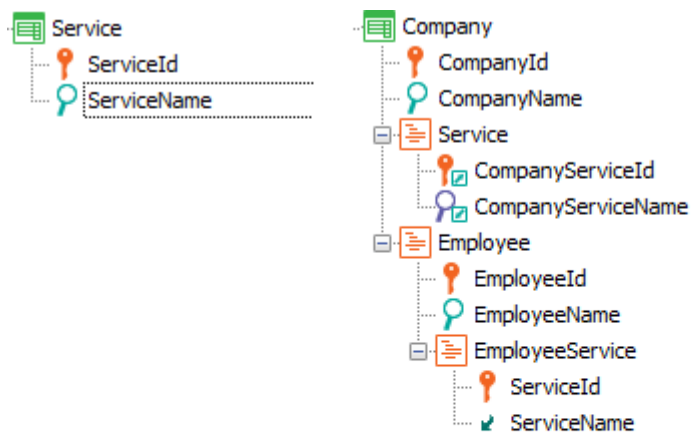 Service
ServiceId
ServiceName
Company
CompanyId
CompanyName
Service
CompanyServiceId
CompanyServiceName
Employee
EmployeeId
EmployeeName
EmployeeService
ServiceId
ServiceName